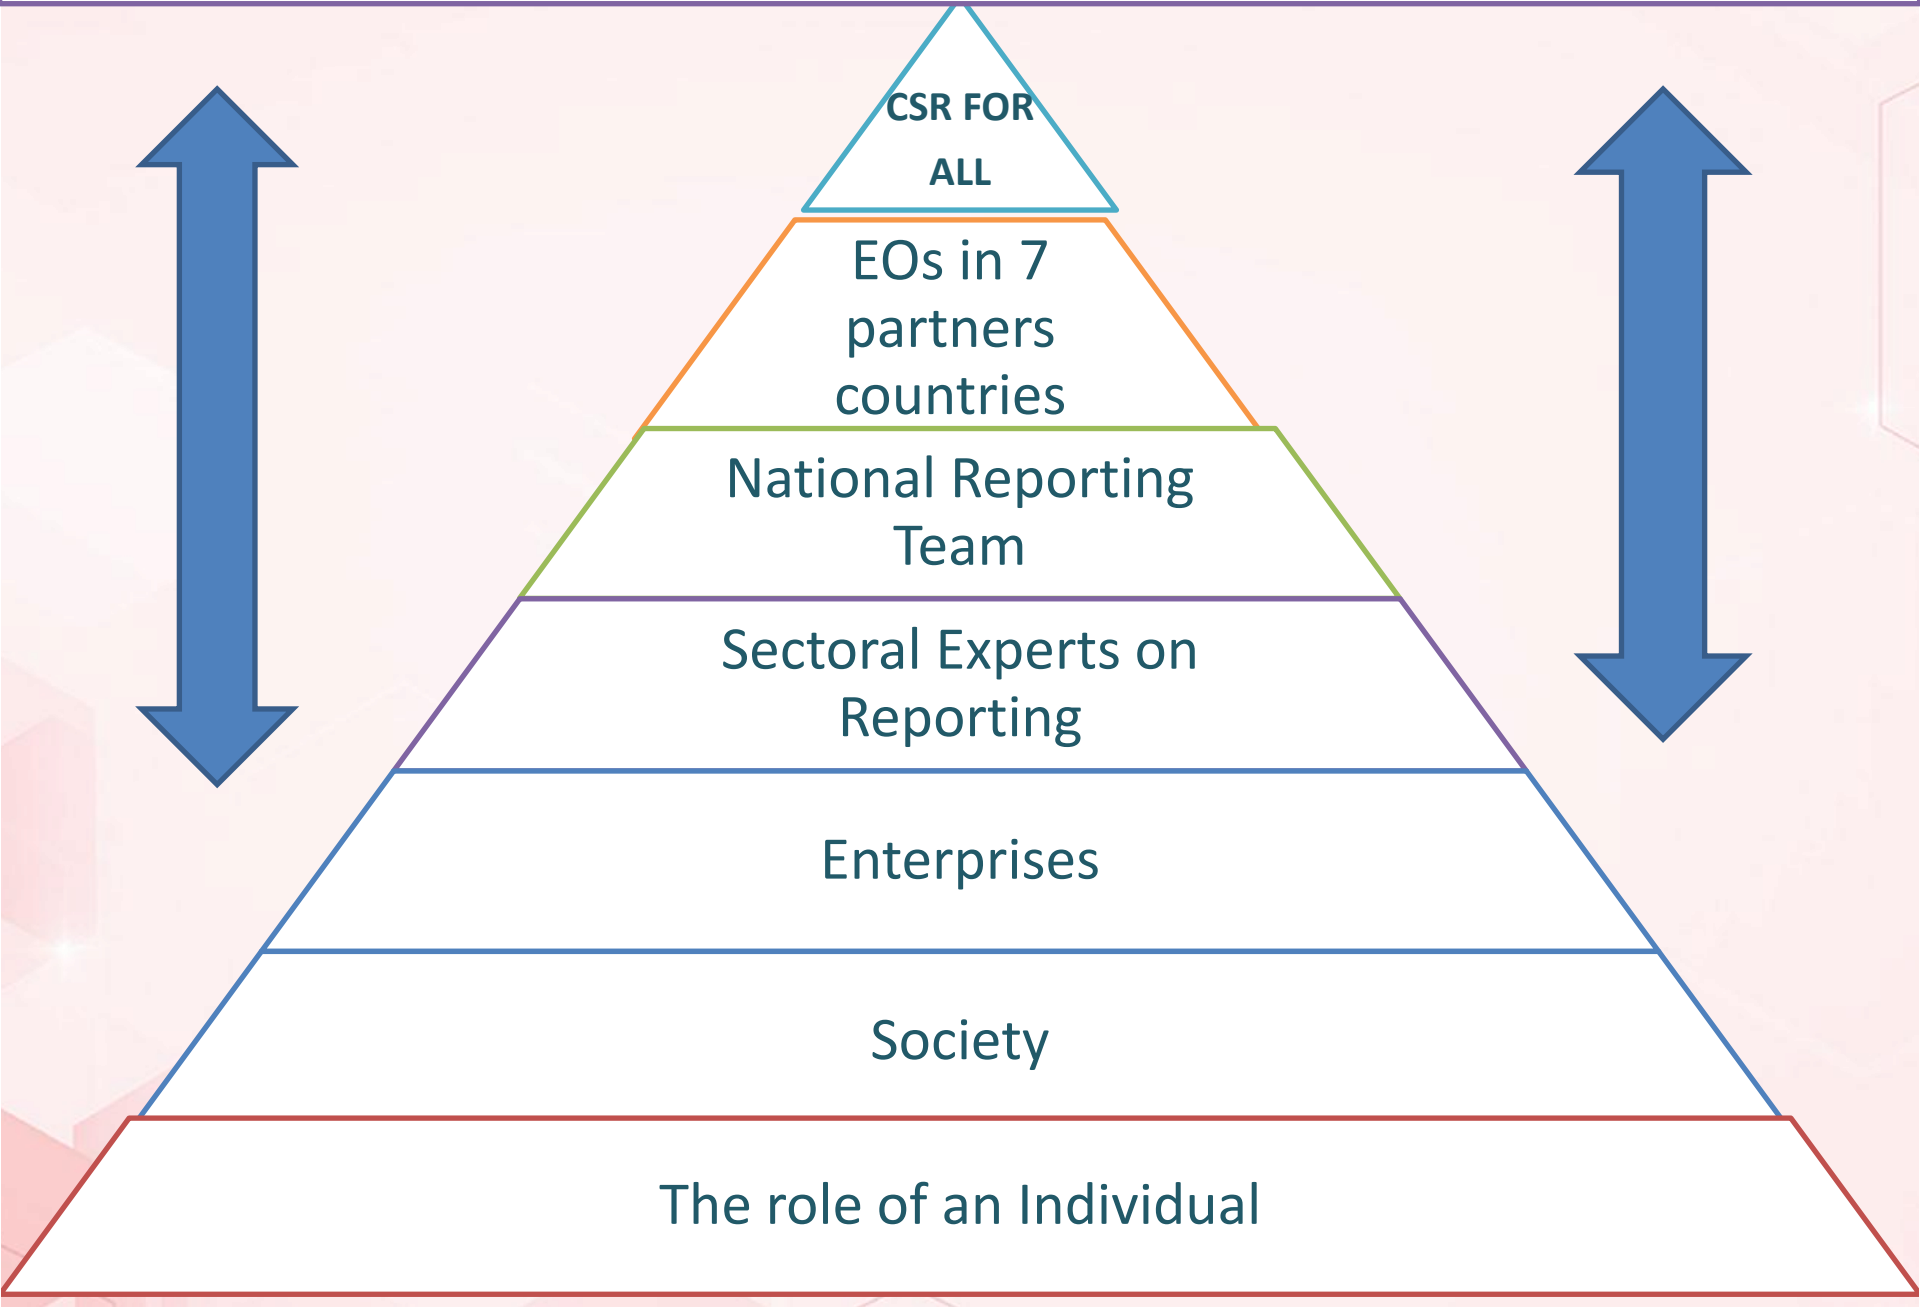 CSR FOR
ALL
EOs in 7
partners
countries
National Reporting
Team
Sectoral Experts on
Reporting
Enterprises
Society
The role of an Individual